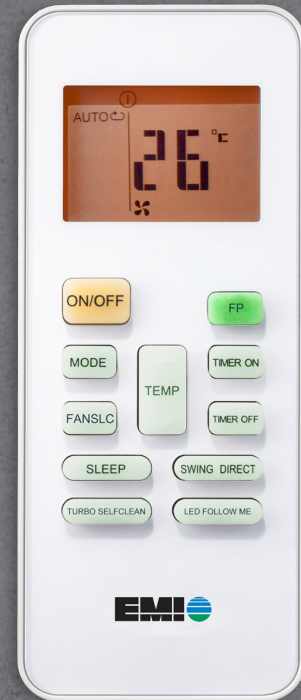 AUTO
26°C
ON/OFF
FP
MODE
TEMP
TIMER ON
FANSLC
TIMER OFF
SLEEP
SWING DIRECT
TURBO SELFCLEAN
LED FOLLOW ME
EMI